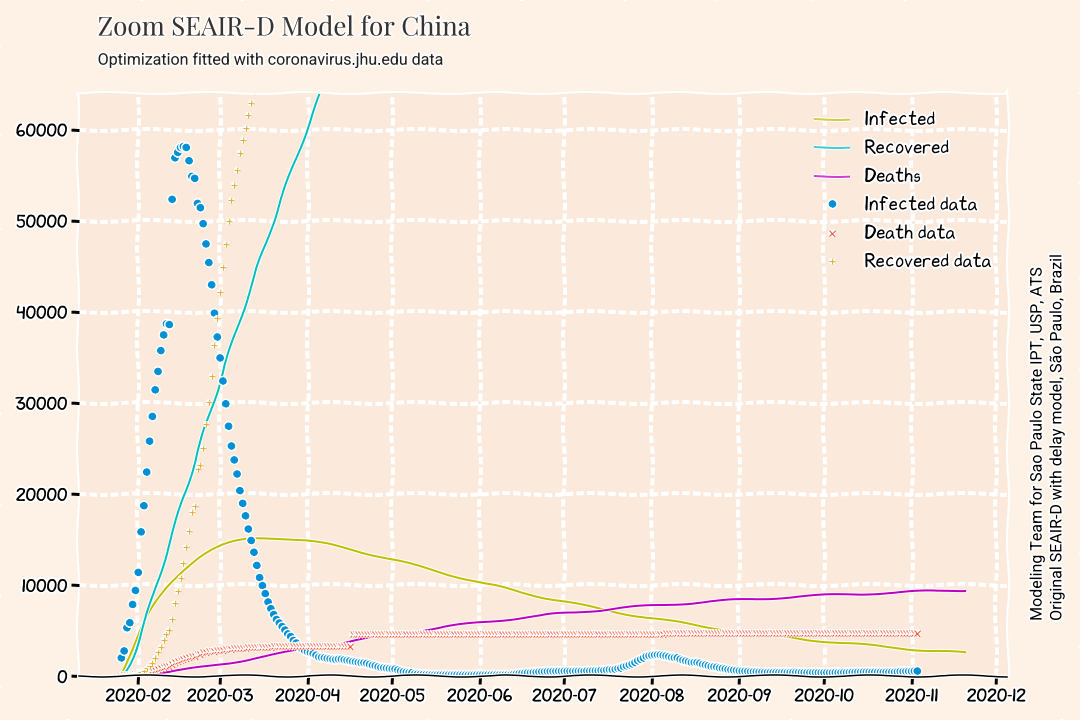 Zoom SEAIR-D Model for China
Optimization fitted with coronavirus.jhu.edu data
60000
50000
40000
30000
20000
10000
0
2020-02
2020-03
2020-04
2020-05
2020-06
2020-07
2020-08
2020-09
2020-10
2020-11
2020-12
Infected
Recovered
Deaths
Infected data
Death data
Recovered data
Modeling Team for Sao Paulo State IPT, USP, ATS
Original SEAIR-D with delay model, São Paulo, Brazil